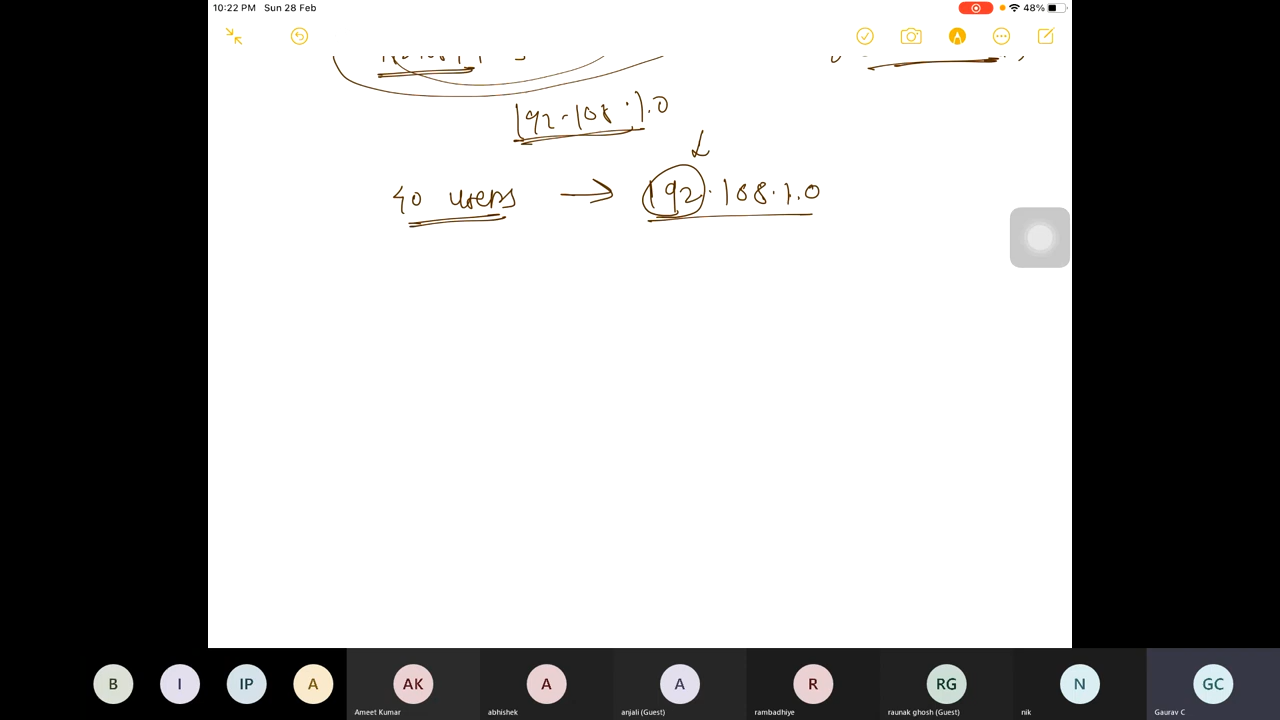 10:22 PM Sun 28 Feb
48%
192.168.1.0
40 users → 192.168.1.0
B
I
IP
A
AK
A
A
R
RG
N
GC
Ameet Kumar
abhishek
anjali (Guest)
rambadhiye
raunak ghosh (Guest)
nik
Gaurav C